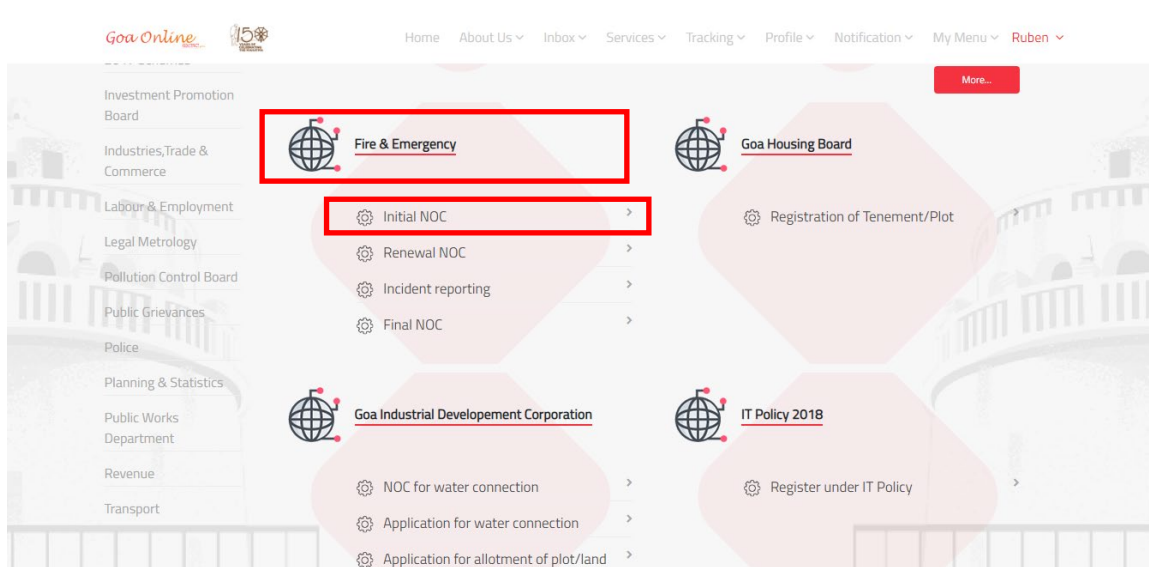 Goa Online
150
Home About Us Inbox Services Tracking Profile Notification My Menu Ruben
More...
Investment Promotion
Board
Industries,Trade &
Commerce
Labour & Employment
Legal Metrology
Pollution Control Board
Public Grievances
Police
Planning & Statistics
Public Works
Department
Revenue
Transport
Fire & Emergency
Initial NOC
Renewal NOC
Incident reporting
Final NOC
Goa Housing Board
Registration of Tenement/Plot
Goa Industrial Developement Corporation
NOC for water connection
Application for water connection
Application for allotment of plot/land
IT Policy 2018
Register under IT Policy